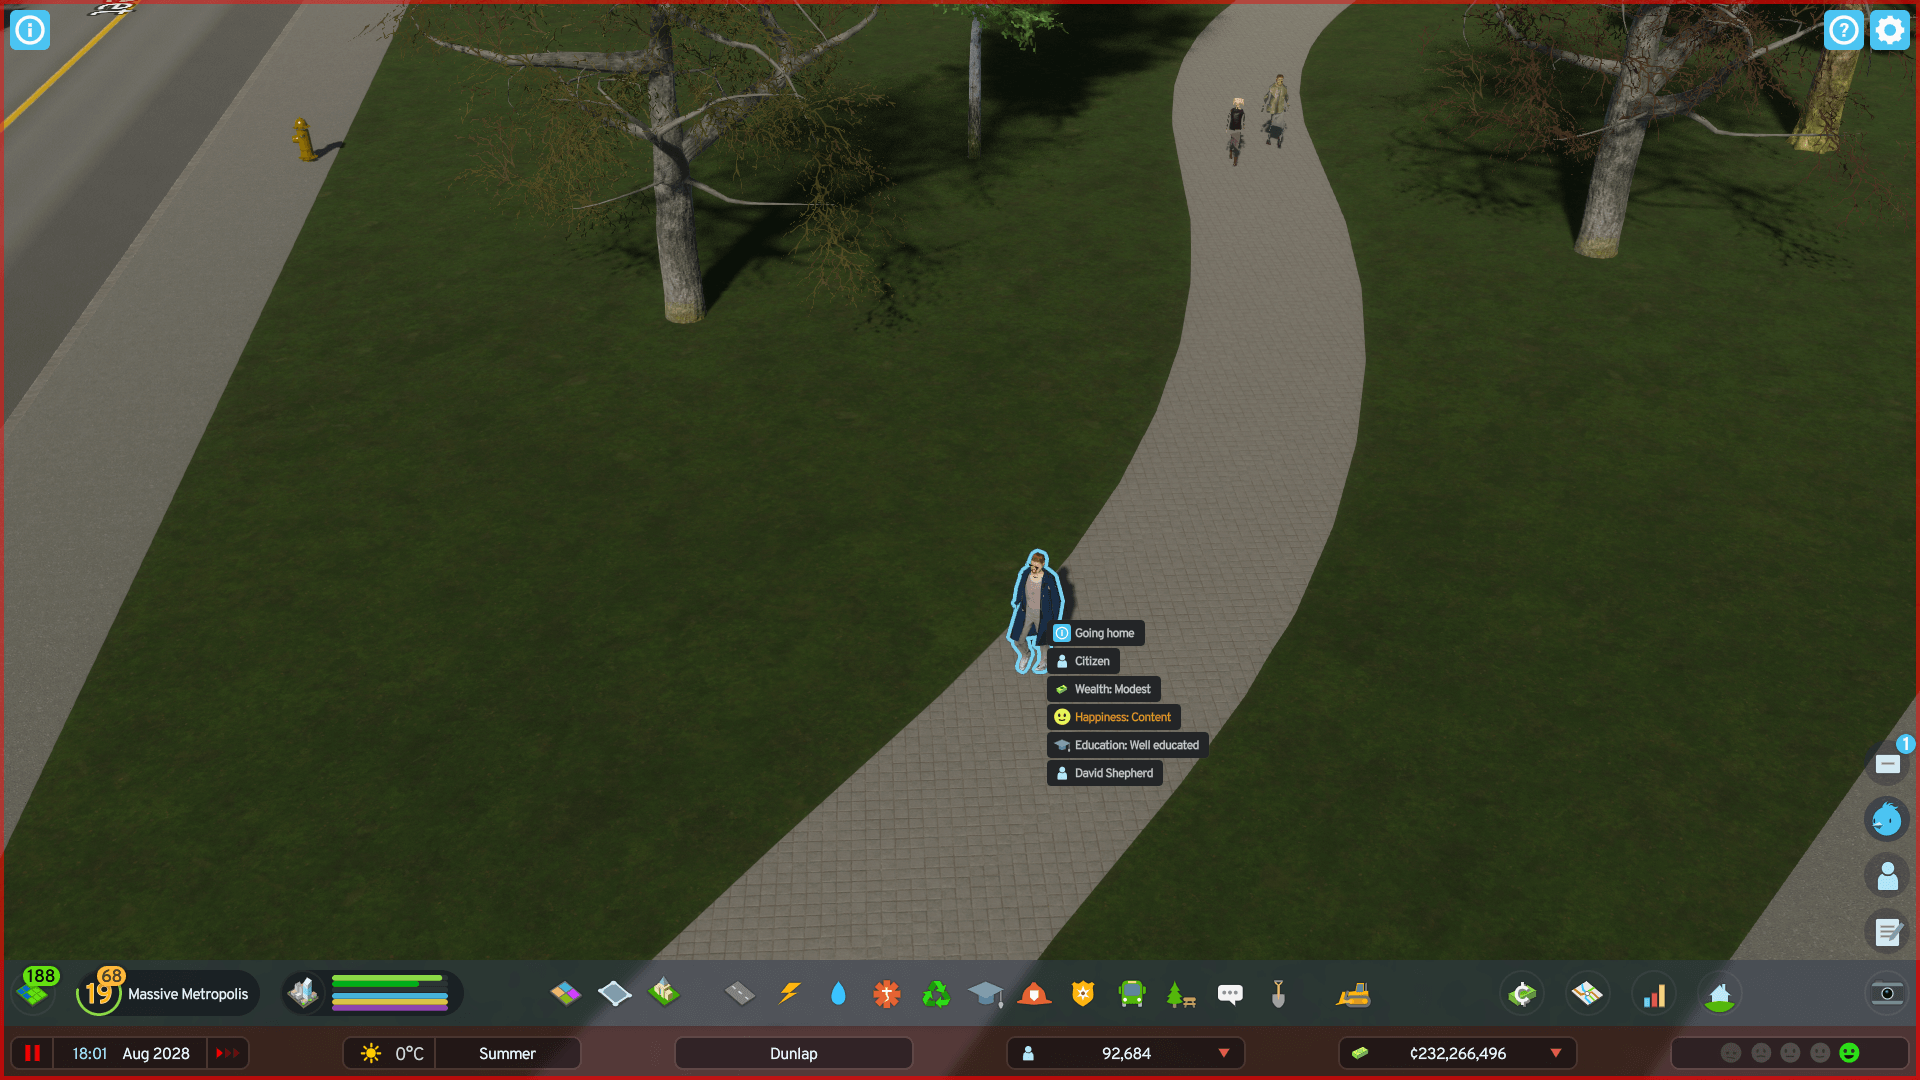 1
Going home
Citizen
Wealth: Modest
Happiness: Content
Education: Well educated
David Shepherd
188
68
19
Massive Metropolis
18:01 Aug 2028
0°C
Summer
Dunlap
92,684
¢232,266,496